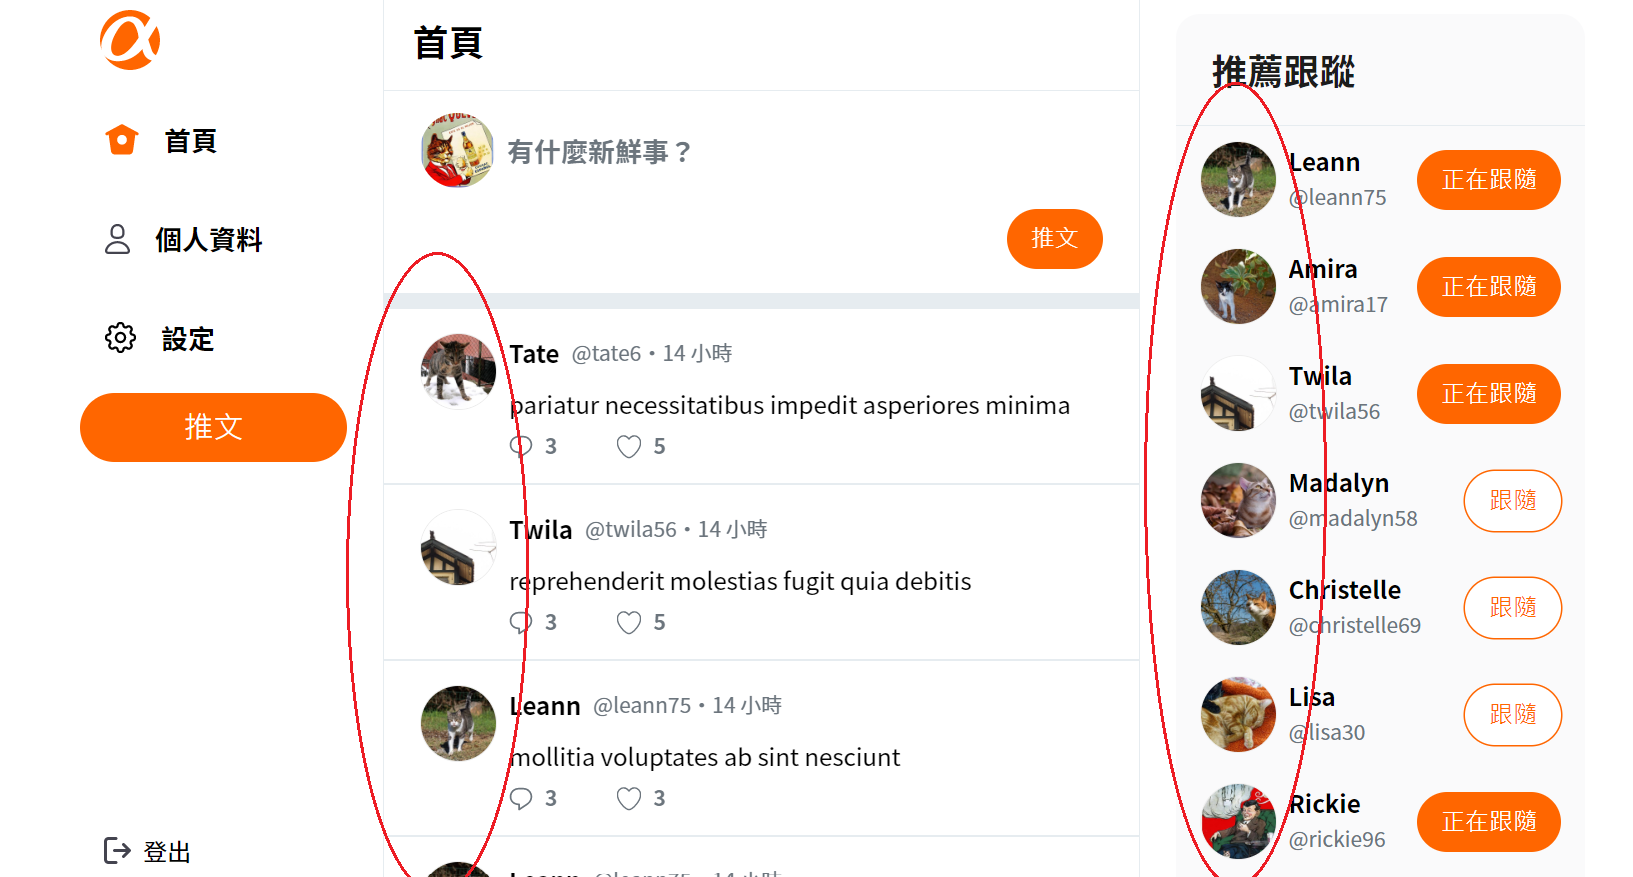 首頁
個人資料
設定
推文
登出
首頁
有什麼新鮮事？
推文
Tate @tate6・14 小時
pariatur necessitatibus impedit asperiores minima
3 5
Twila @twila56・14 小時
reprehenderit molestias fugit quia debitis
3 5
Leann @leann75・14 小時
mollitia voluptates ab sint nesciunt
3 3
Leann @leann75・14 小時
推薦跟蹤
Leann
@leann75
正在跟隨
Amira
@amira17
正在跟隨
Twila
@twila56
正在跟隨
Madalyn
@madalyn58
跟隨
Christelle
@christelle69
跟隨
Lisa
@lisa30
跟隨
Rickie
@rickie96
正在跟隨